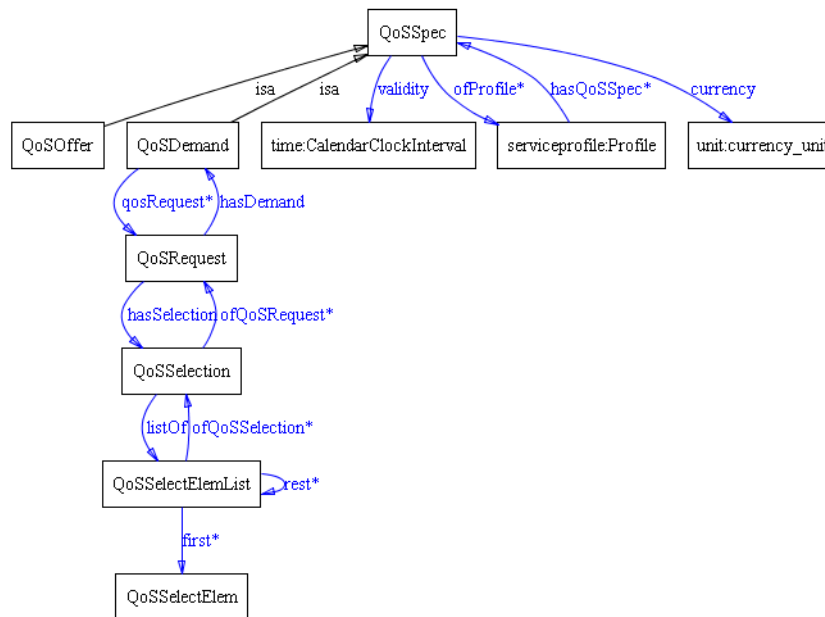 QoSSpec
isa
isa
validity
ofProfile*
hasQoSSpec*
currency
QoSOffer
QoSDemand
time:CalendarClockInterval
serviceprofile:Profile
unit:currency_unit
qosRequest*
hasDemand
QoSRequest
hasSelection
ofQoSRequest*
QoSSelection
listOf
ofQoSSelection*
QoSSelectElemList
rest*
first*
QoSSelectElem